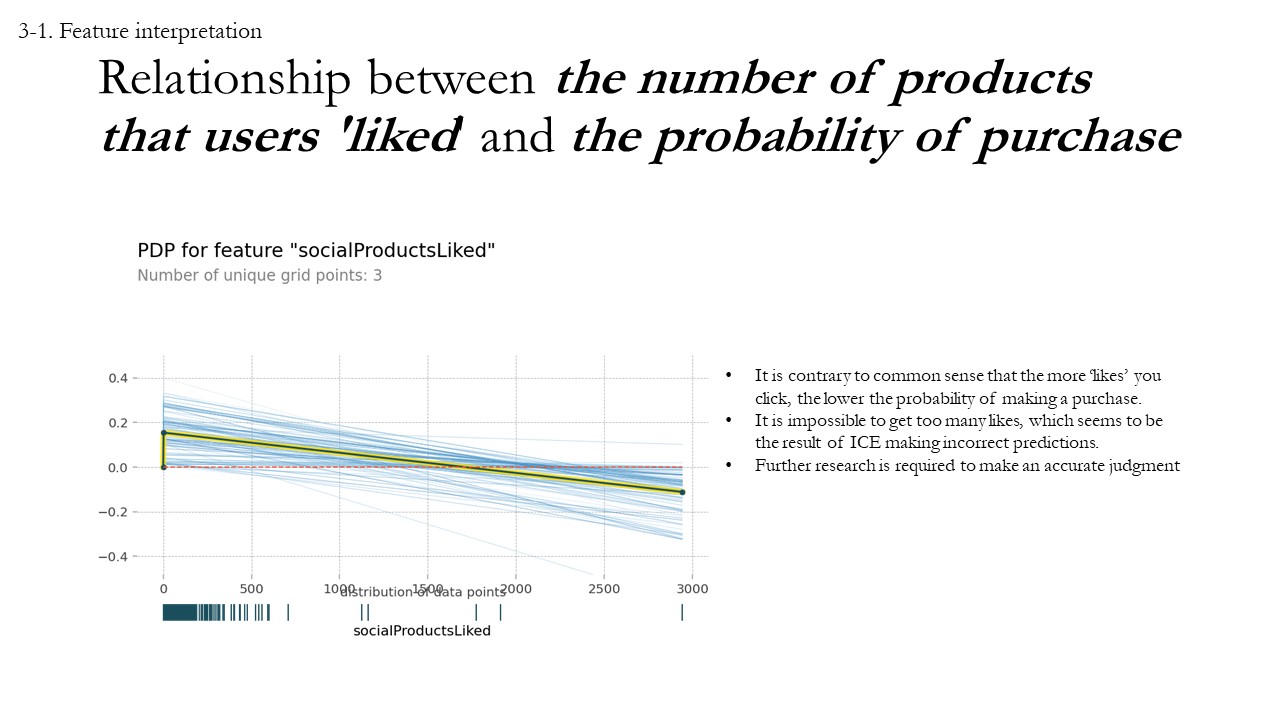 3-1. Feature interpretation
Relationship between the number of products
that users 'liked' and the probability of purchase
PDP for feature "socialProductsLiked"
Number of unique grid points: 3
0.4
0.2
0.0
−0.2
−0.4
0 500 1000 1500 2000 2500 3000
distribution of data points
socialProductsLiked
• It is contrary to common sense that the more 'likes' you
click, the lower the probability of making a purchase.
• It is impossible to get too many likes, which seems to be
the result of ICE making incorrect predictions.
• Further research is required to make an accurate judgment